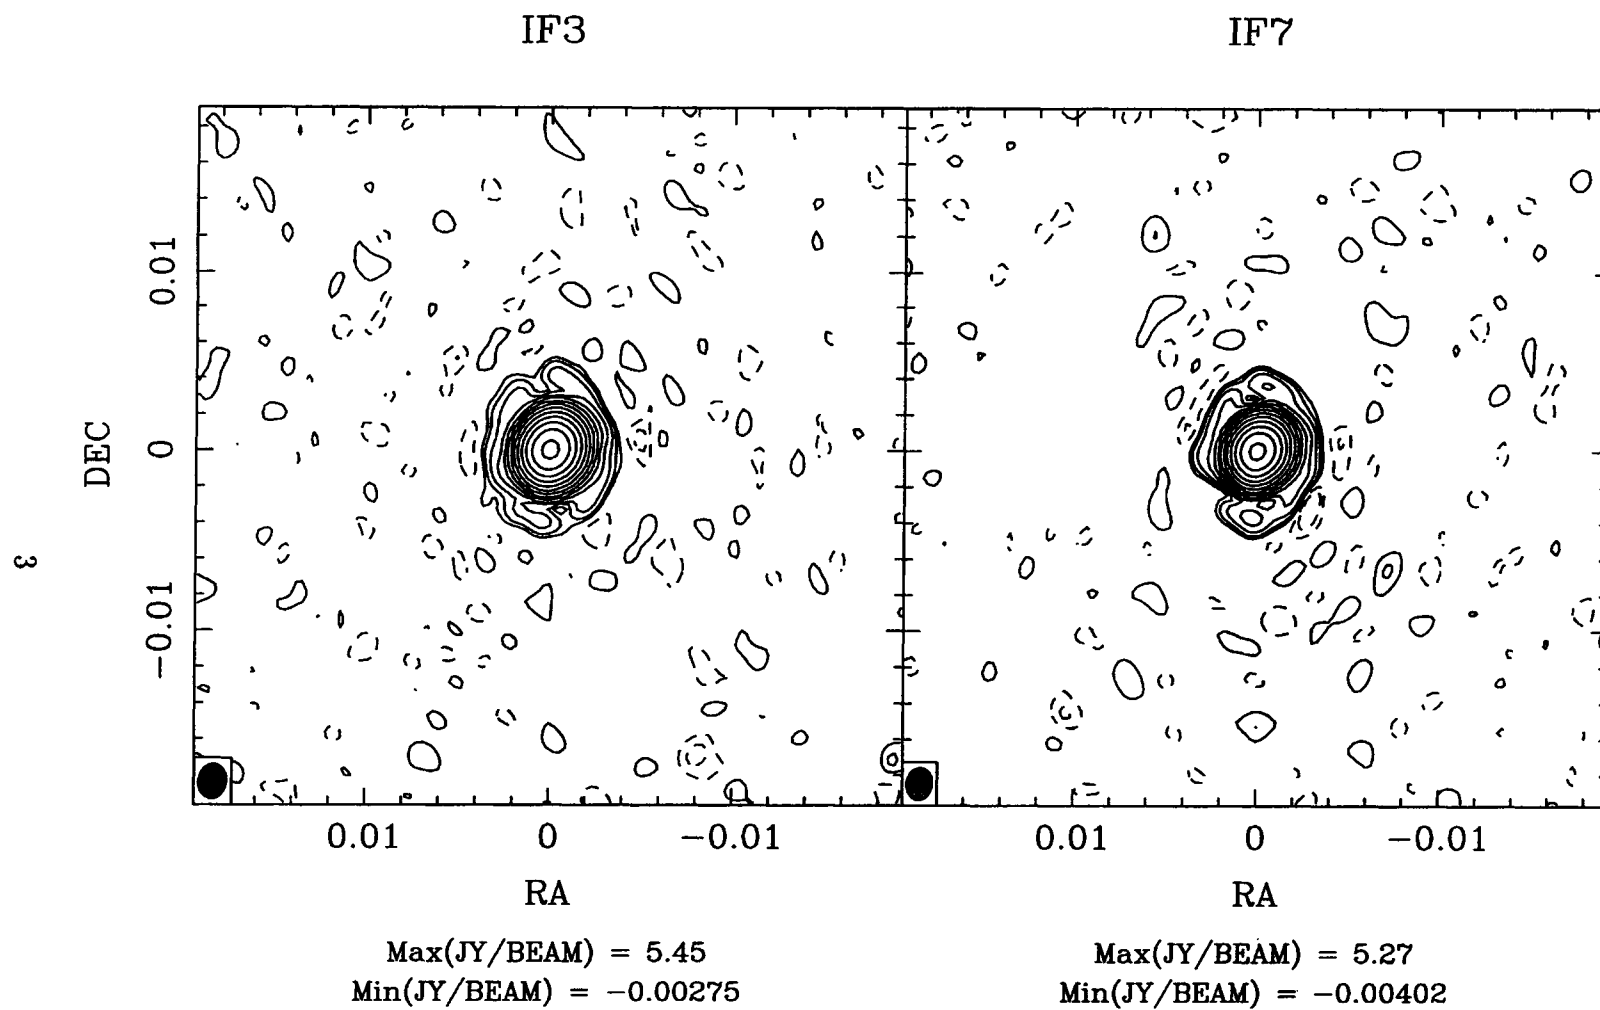 IF3
IF7
DEC
0.01
0
−0.01
3
0.01
0
−0.01
0.01
0
−0.01
RA
RA
Max(JY/BEAM) = 5.45
Min(JY/BEAM) = −0.00275
Max(JY/BEAM) = 5.27
Min(JY/BEAM) = −0.00402